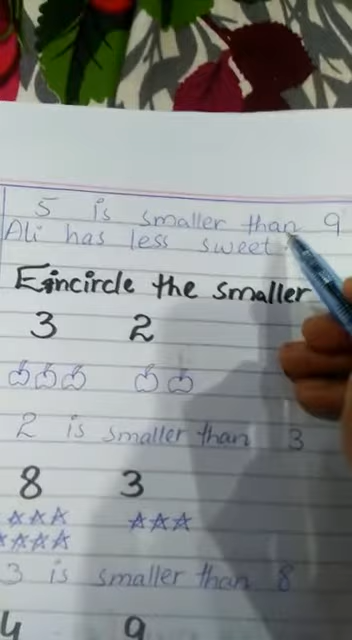 5 is smaller than 9
Ali has less sweet
Eincircle the smaller
3 2
2 is smaller than 3
8 3
3 is smaller than 8
4 9